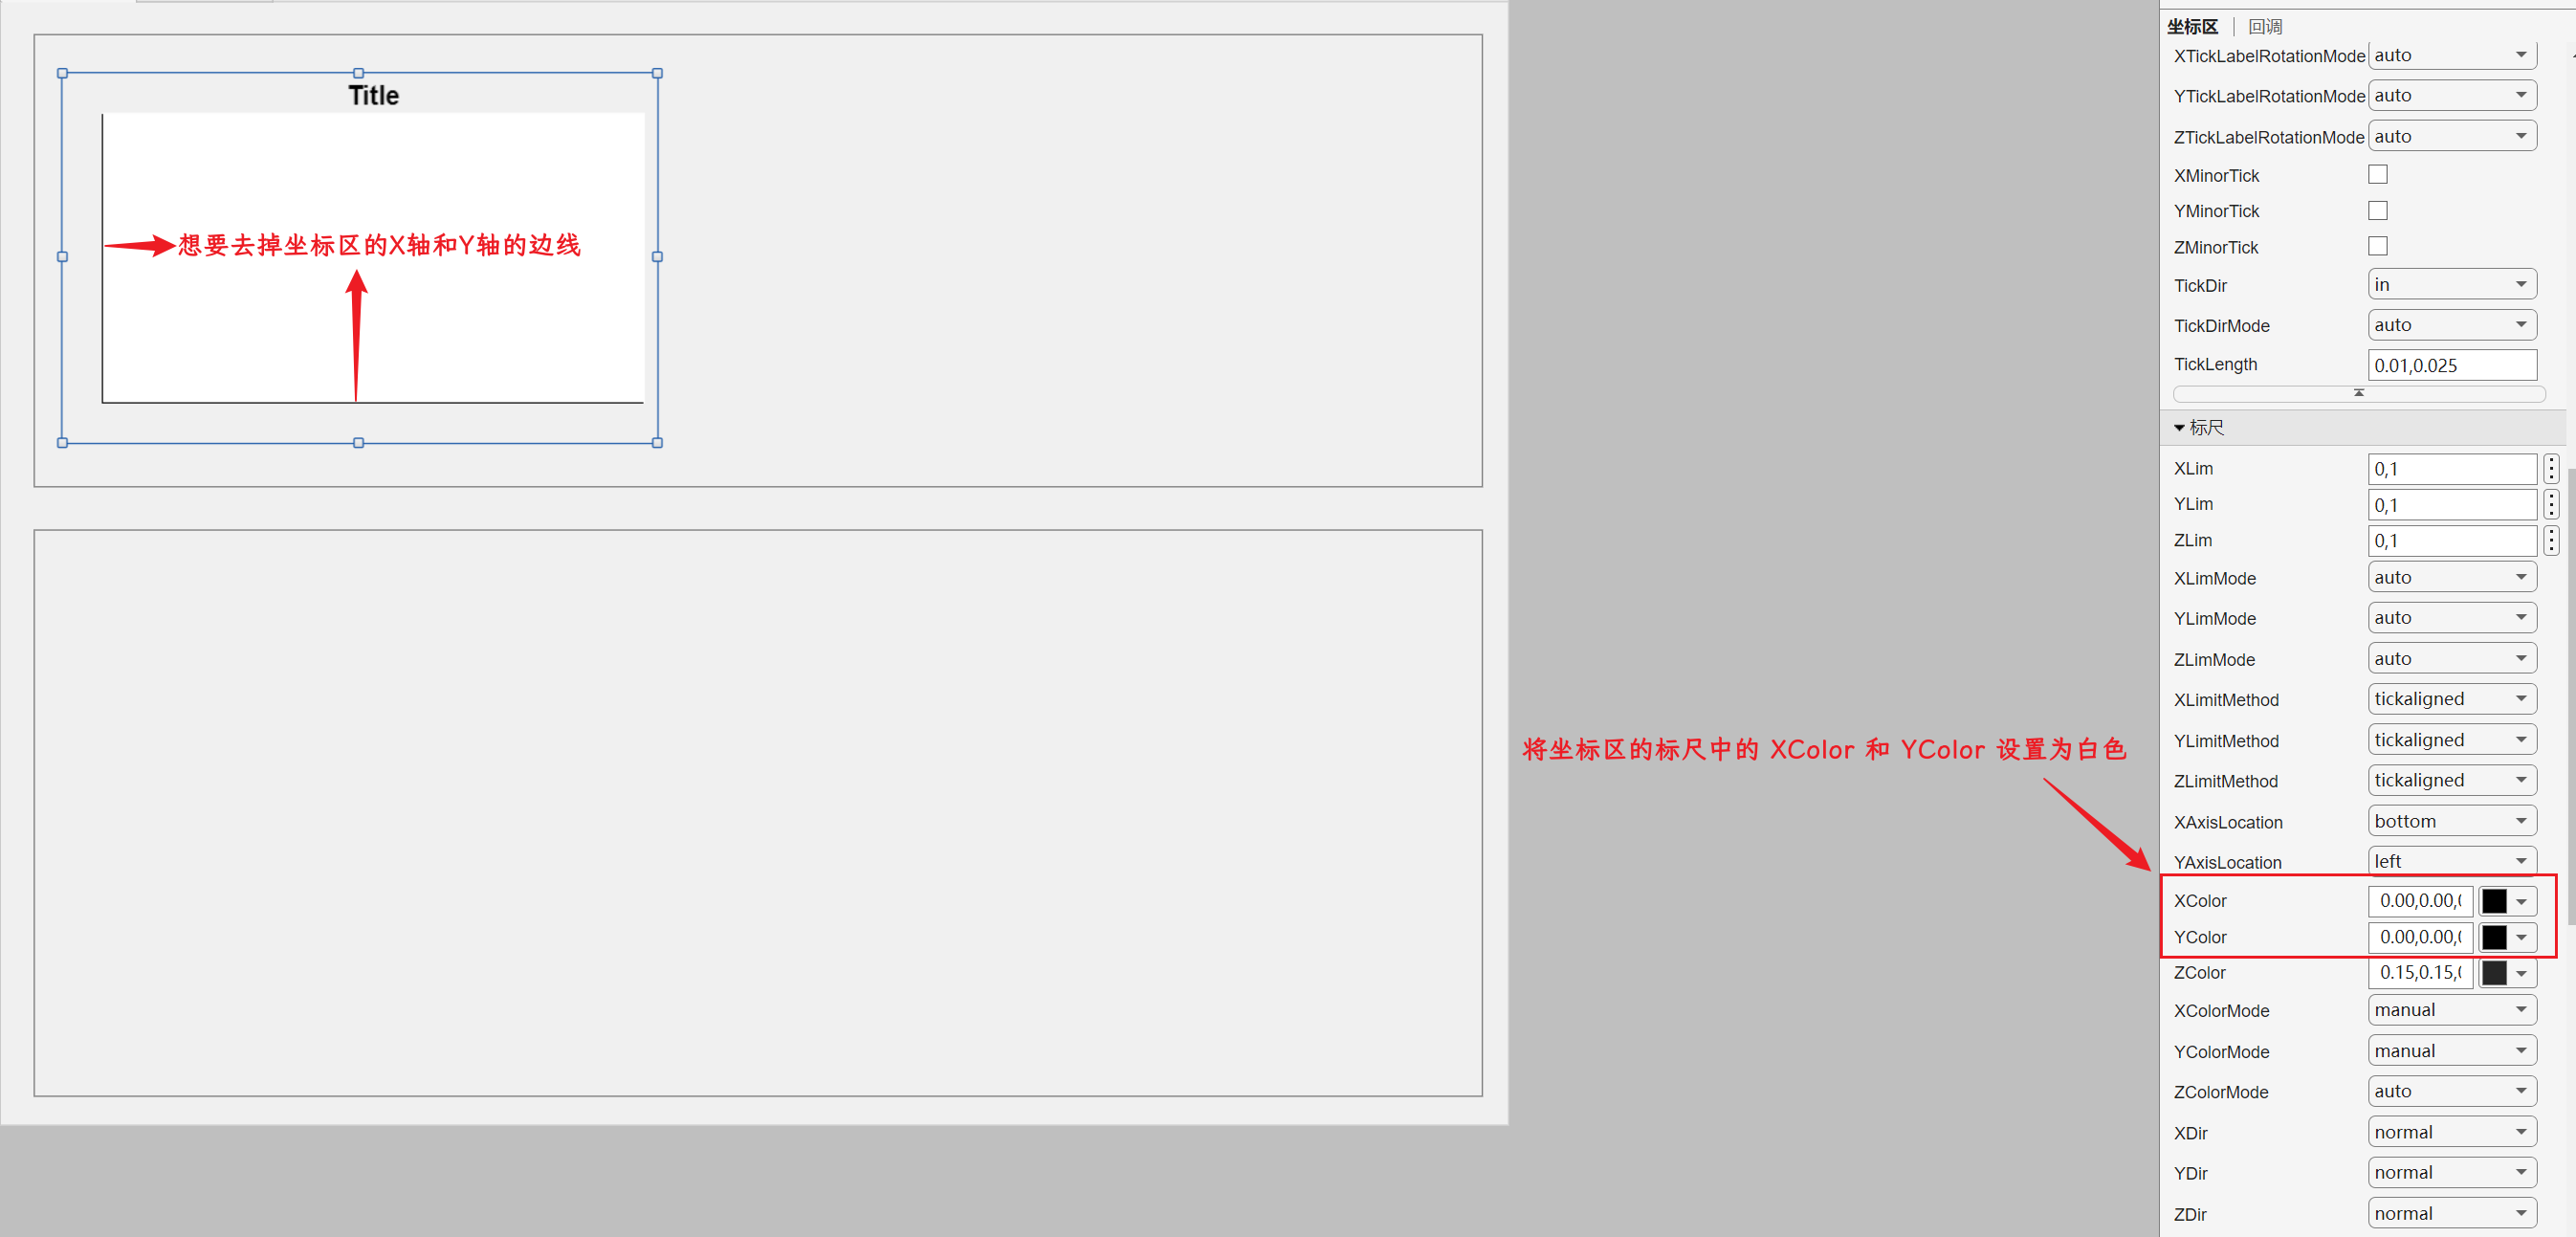 Title
想要去掉坐标区的X轴和Y轴的边线
将坐标区的标尺中的 XColor 和 YColor 设置为白色
坐标区 回调
XTickLabelRotationMode auto
YTickLabelRotationMode auto
ZTickLabelRotationMode auto
XMinorTick
YMinorTick
ZMinorTick
TickDir in
TickDirMode auto
TickLength 0.01,0.025
标尺
XLim 0,1
YLim 0,1
ZLim 0,1
XLimMode auto
YLimMode auto
ZLimMode auto
XLimitMethod tickaligned
YLimitMethod tickaligned
ZLimitMethod tickaligned
XAxisLocation bottom
YAxisLocation left
XColor 0.00,0.00,
YColor 0.00,0.00,
ZColor 0.15,0.15,
XColorMode manual
YColorMode manual
ZColorMode auto
XDir normal
YDir normal
ZDir normal